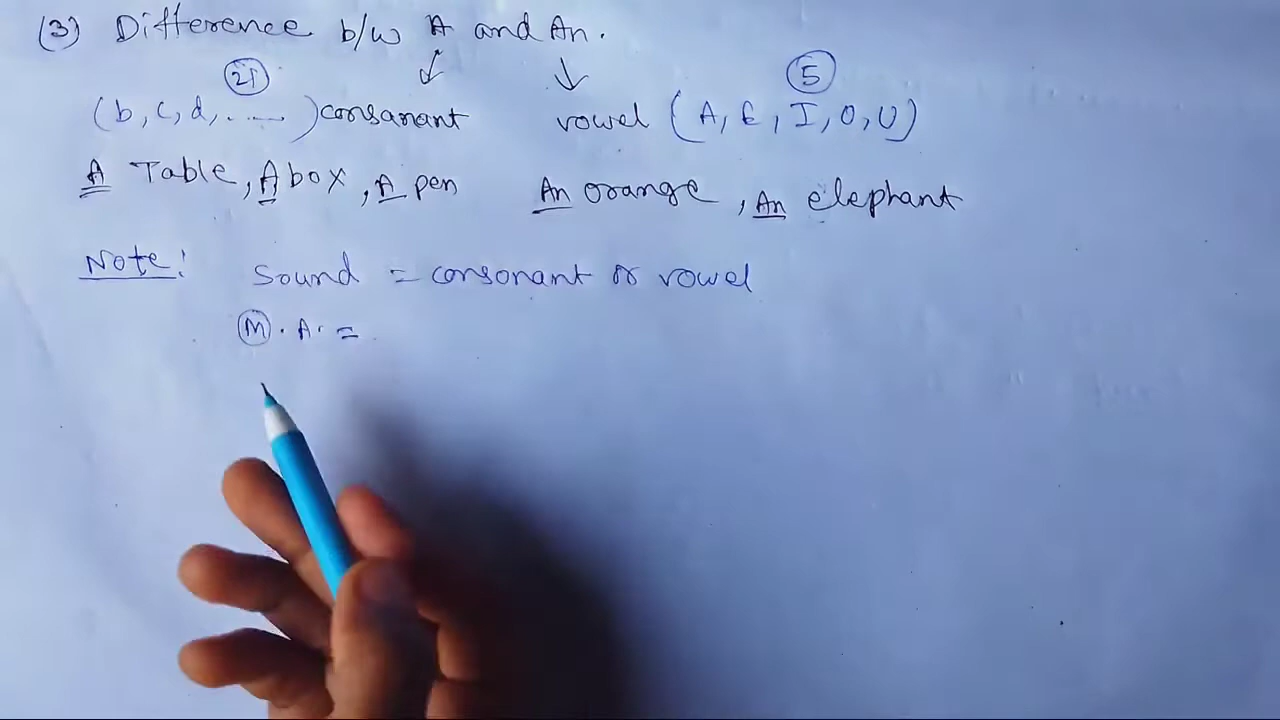 (3) Difference b/w A and An.
21 5
(b, c, d, ......) consanant vowel (A, E, I, O, U)
A Table, A box, A pen An orange, An elephant
Note! Sound = consonant or vowel
M. A. =